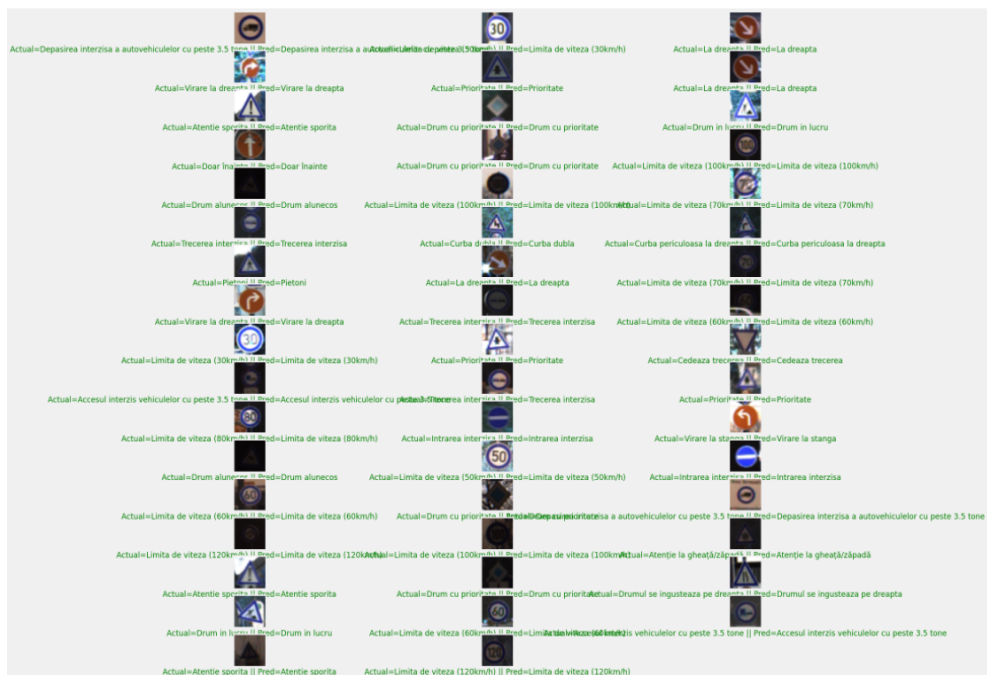 Actual=Depasirea interzisa a autovehiculelor cu peste 3.5 tone || Pred=Depasirea interzisa a
30
Actual=Limita de viteza (30km/h) || Pred=Limita de viteza (30km/h)
Actual=La dreapta || Pred=La dreapta
Actual=Virare la dreapta || Pred=Virare la dreapta
Actual=Prioritate || Pred=Prioritate
Actual=La dreapta || Pred=La dreapta
Actual=Atentie sporita || Pred=Atentie sporita
Actual=Drum cu prioritate || Pred=Drum cu prioritate
Actual=Drum in lucru || Pred=Drum in lucru
100
Actual=Doar înainte || Pred=Doar înainte
Actual=Drum cu prioritate || Pred=Drum cu prioritate
Actual=Limita de viteza (100km/h) || Pred=Limita de viteza (100km/h)
Actual=Drum alunecos || Pred=Drum alunecos
Actual=Limita de viteza (100km/h) || Pred=Limita de viteza (100km/h)
Actual=Limita de viteza (70km/h) || Pred=Limita de viteza (70km/h)
Actual=Trecerea interzisa || Pred=Trecerea interzisa
Actual=Curba dubla || Pred=Curba dubla
Actual=Curba periculoasa la dreapta || Pred=Curba periculoasa la dreapta
70
Actual=Pietoni || Pred=Pietoni
Actual=La dreapta || Pred=La dreapta
Actual=Limita de viteza (70km/h) || Pred=Limita de viteza (70km/h)
Actual=Virare la dreapta || Pred=Virare la dreapta
Actual=Trecerea interzisa || Pred=Trecerea interzisa
Actual=Limita de viteza (60km/h) || Pred=Limita de viteza (60km/h)
30
Actual=Limita de viteza (30km/h) || Pred=Limita de viteza (30km/h)
Actual=Prioritate || Pred=Prioritate
Actual=Cedeaza trecerea || Pred=Cedeaza trecerea
Actual=Accesul interzis vehiculelor cu peste 3.5 tone || Pred=Accesul interzis vehiculelor cu peste 3.5 tone
Actual=Trecerea interzisa || Pred=Trecerea interzisa
Actual=Prioritate || Pred=Prioritate
80
Actual=Limita de viteza (80km/h) || Pred=Limita de viteza (80km/h)
Actual=Intrarea interzisa || Pred=Intrarea interzisa
Actual=Virare la stanga || Pred=Virare la stanga
50
Actual=Drum alunecos || Pred=Drum alunecos
Actual=Limita de viteza (50km/h) || Pred=Limita de viteza (50km/h)
Actual=Intrarea interzisa || Pred=Intrarea interzisa
60
Actual=Limita de viteza (60km/h) || Pred=Limita de viteza (60km/h)
Actual=Drum cu prioritate || Pred=Drum cu prioritate
Actual=Depasirea interzisa a autovehiculelor cu peste 3.5 tone || Pred=Depasirea interzisa a autovehiculelor cu peste 3.5 tone
Actual=Limita de viteza (120km/h) || Pred=Limita de viteza (120km/h)
Actual=Limita de viteza (100km/h) || Pred=Limita de viteza (100km/h)
Actual=Atenție la gheață/zăpadă || Pred=Atenție la gheață/zăpadă
Actual=Atentie sporita || Pred=Atentie sporita
Actual=Drum cu prioritate || Pred=Drum cu prioritate
Actual=Drumul se ingusteaza pe dreapta || Pred=Drumul se ingusteaza pe dreapta
60
Actual=Drum in lucru || Pred=Drum in lucru
Actual=Limita de viteza (60km/h) || Pred=Limita de viteza (60km/h)
Actual=Accesul interzis vehiculelor cu peste 3.5 tone || Pred=Accesul interzis vehiculelor cu peste 3.5 tone
120
Actual=Atentie sporita || Pred=Atentie sporita
Actual=Limita de viteza (120km/h) || Pred=Limita de viteza (120km/h)